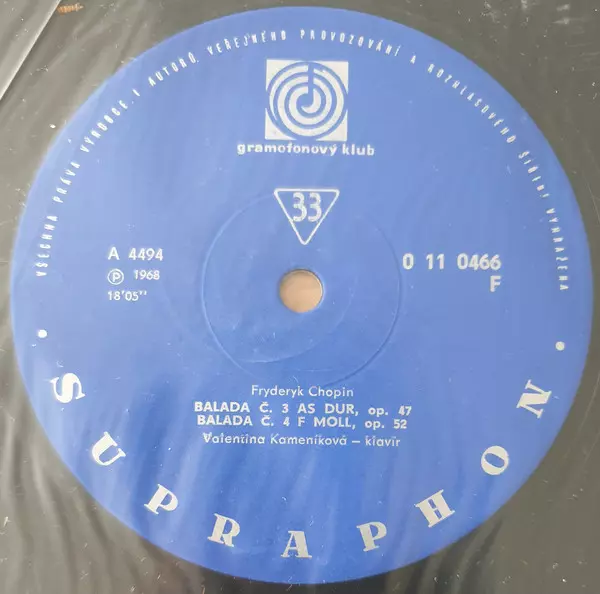 VŠECHNA PRÁVA VÝROBCE I AUTORŮ, VEŘEJNÉHO PROVOZOVÁNÍ A ROZHLASOVÉHO ŠÍŘENÍ VYHRAŽENA
gramofonový klub
33
A 4494
Ⓟ 1968
18'05"
0 11 0466
F
Fryderyk Chopin
BALADA Č. 3 AS DUR, op. 47
BALADA Č. 4 F MOLL, op. 52
Valentina Kameníková – klavír
· SUPRAPHON ·